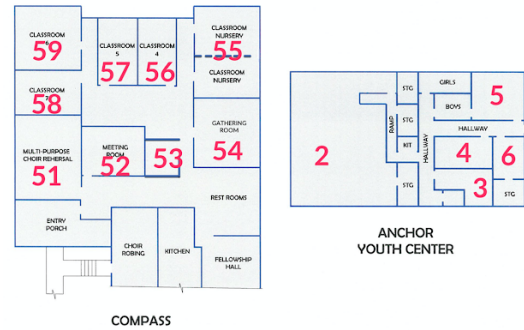 CLASSROOM
59
CLASSROOM
5
57
CLASSROOM
4
56
CLASSROOM
NURSERY
55
CLASSROOM
NURSERY
CLASSROOM
58
GATHERING
ROOM
54
MULTI-PURPOSE
CHOIR REHERSAL
51
MEETING
ROOM
52
53
REST ROOMS
ENTRY
PORCH
CHOIR
ROBING
KITCHEN
FELLOWSHIP
HALL
COMPASS
2
RAMP
STG
STG
KIT
STG
HALLWAY
GIRLS
BOYS
5
HALLWAY
4
6
3
STG
ANCHOR
YOUTH CENTER